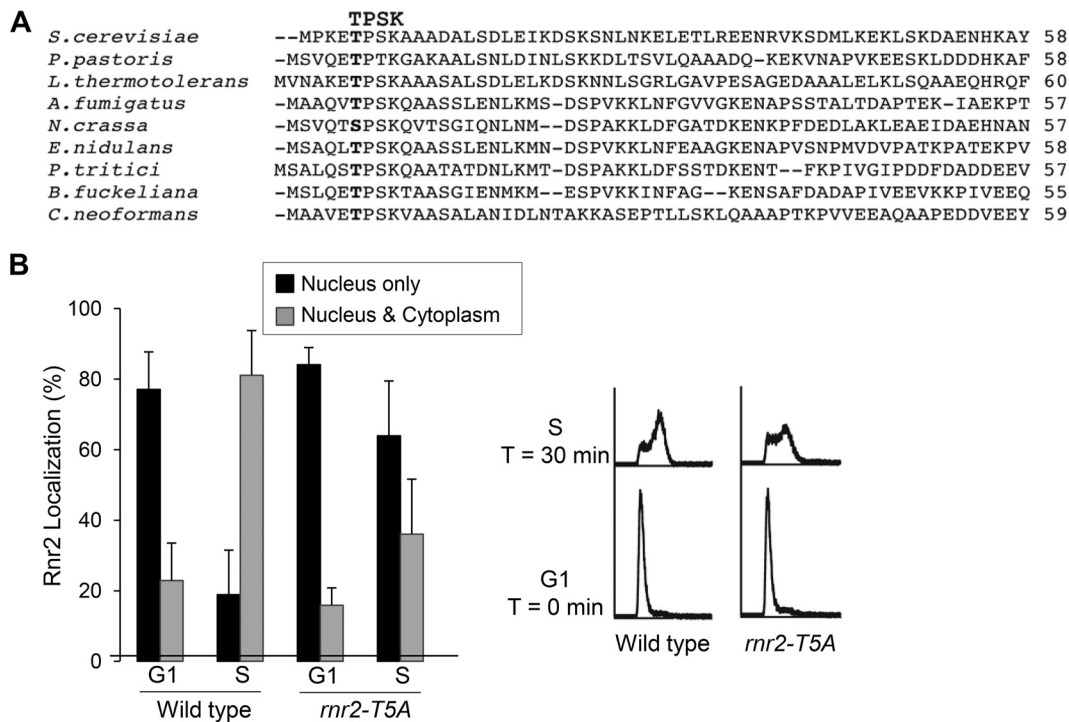 A
TPSK
S.cerevisiae --MPKETPSKAAADALSDLEIKDSKSNLNKELETLREENRVKSDMLKEKLSKDAENHKAY 58
P.pastoris -MSVQETPTKGAKAALSNLDINDLKKDLTSVLQAAADQ-KEKVNAPVKEESKLDDDHKAF 58
L.thermotolerans MVNAKETPSKAAASALSELEIKDSKNNLSGRLGAVPESAGEDAAALEKLSQAAEQHRQF 60
A.fumigatus -MAAQVTPSKQAASSLENLKMS-DSPVKKLNFGVVGKENAPSSTALTDAPTEK-IAEKPT 57
N.crassa -MSVQTSPSKQVTSGIQNLNM--DSPAKKLDFGATDKENKPFDEDLAKLEAEIDAEHNAN 57
E.nidulans -MSAQLTPSKQAASSLENLKMN-DSPVKKLNFEAAGKENAPVSNPMVDVPATKPATEKPV 58
P.tritici MSALQSTPSKQAATATDNLKMT-DSPAKKLDFSSTDKENT--FKPIVGIPDDFDADDEEV 57
B.fuckeliana -MSLQETPSKTAASGIENMKM--ESPVKKINFAG--KENSAFDADAPIVEEVKKPIVEEQ 55
C.neoformans -MAAVETPSKVAASALANIDLNTAKKASEPTLLSKLQAAAPTKPVVEEAQAAPEDDVEEY 59
B
Nucleus only
Nucleus & Cytoplasm
Rnr2 Localization (%)
100
80
60
40
20
0
G1 S G1 S
Wild type rnr2-T5A
S
T = 30 min
G1
T = 0 min
Wild type rnr2-T5A